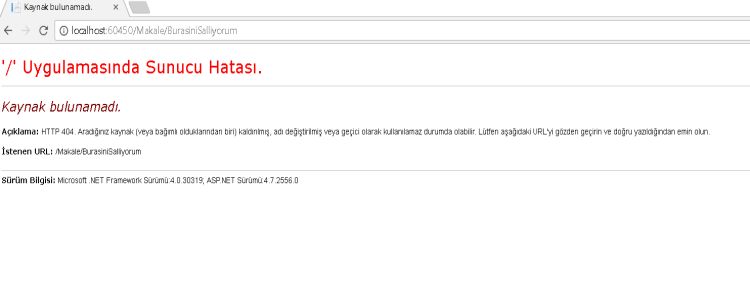 Kaynak bulunamadı.
localhost:60450/Makale/BurasiniSalliyorum
'/' Uygulamasında Sunucu Hatası.
Kaynak bulunamadı.
Açıklama: HTTP 404. Aradığınız kaynak (veya bağımlı olduklarından biri) kaldırılmış, adı değiştirilmiş veya geçici olarak kullanılamaz durumda olabilir. Lütfen aşağıdaki URL'yi gözden geçirin ve doğru yazıldığından emin olun.
İstenen URL: /Makale/BurasiniSalliyorum
Sürüm Bilgisi: Microsoft .NET Framework Sürümü:4.0.30319; ASP.NET Sürümü:4.7.2556.0